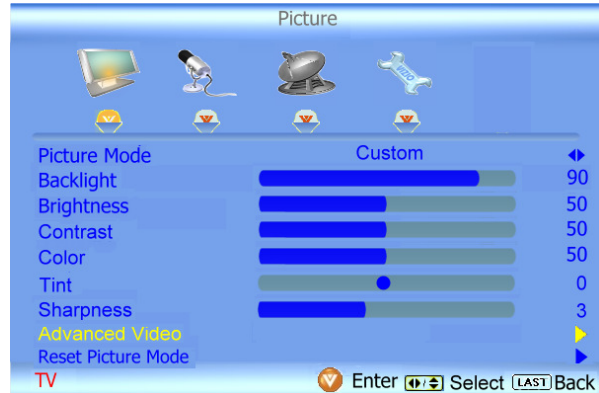 Picture
Picture Mode Custom
Backlight 90
Brightness 50
Contrast 50
Color 50
Tint 0
Sharpness 3
Advanced Video
Reset Picture Mode
TV Enter Select LAST Back